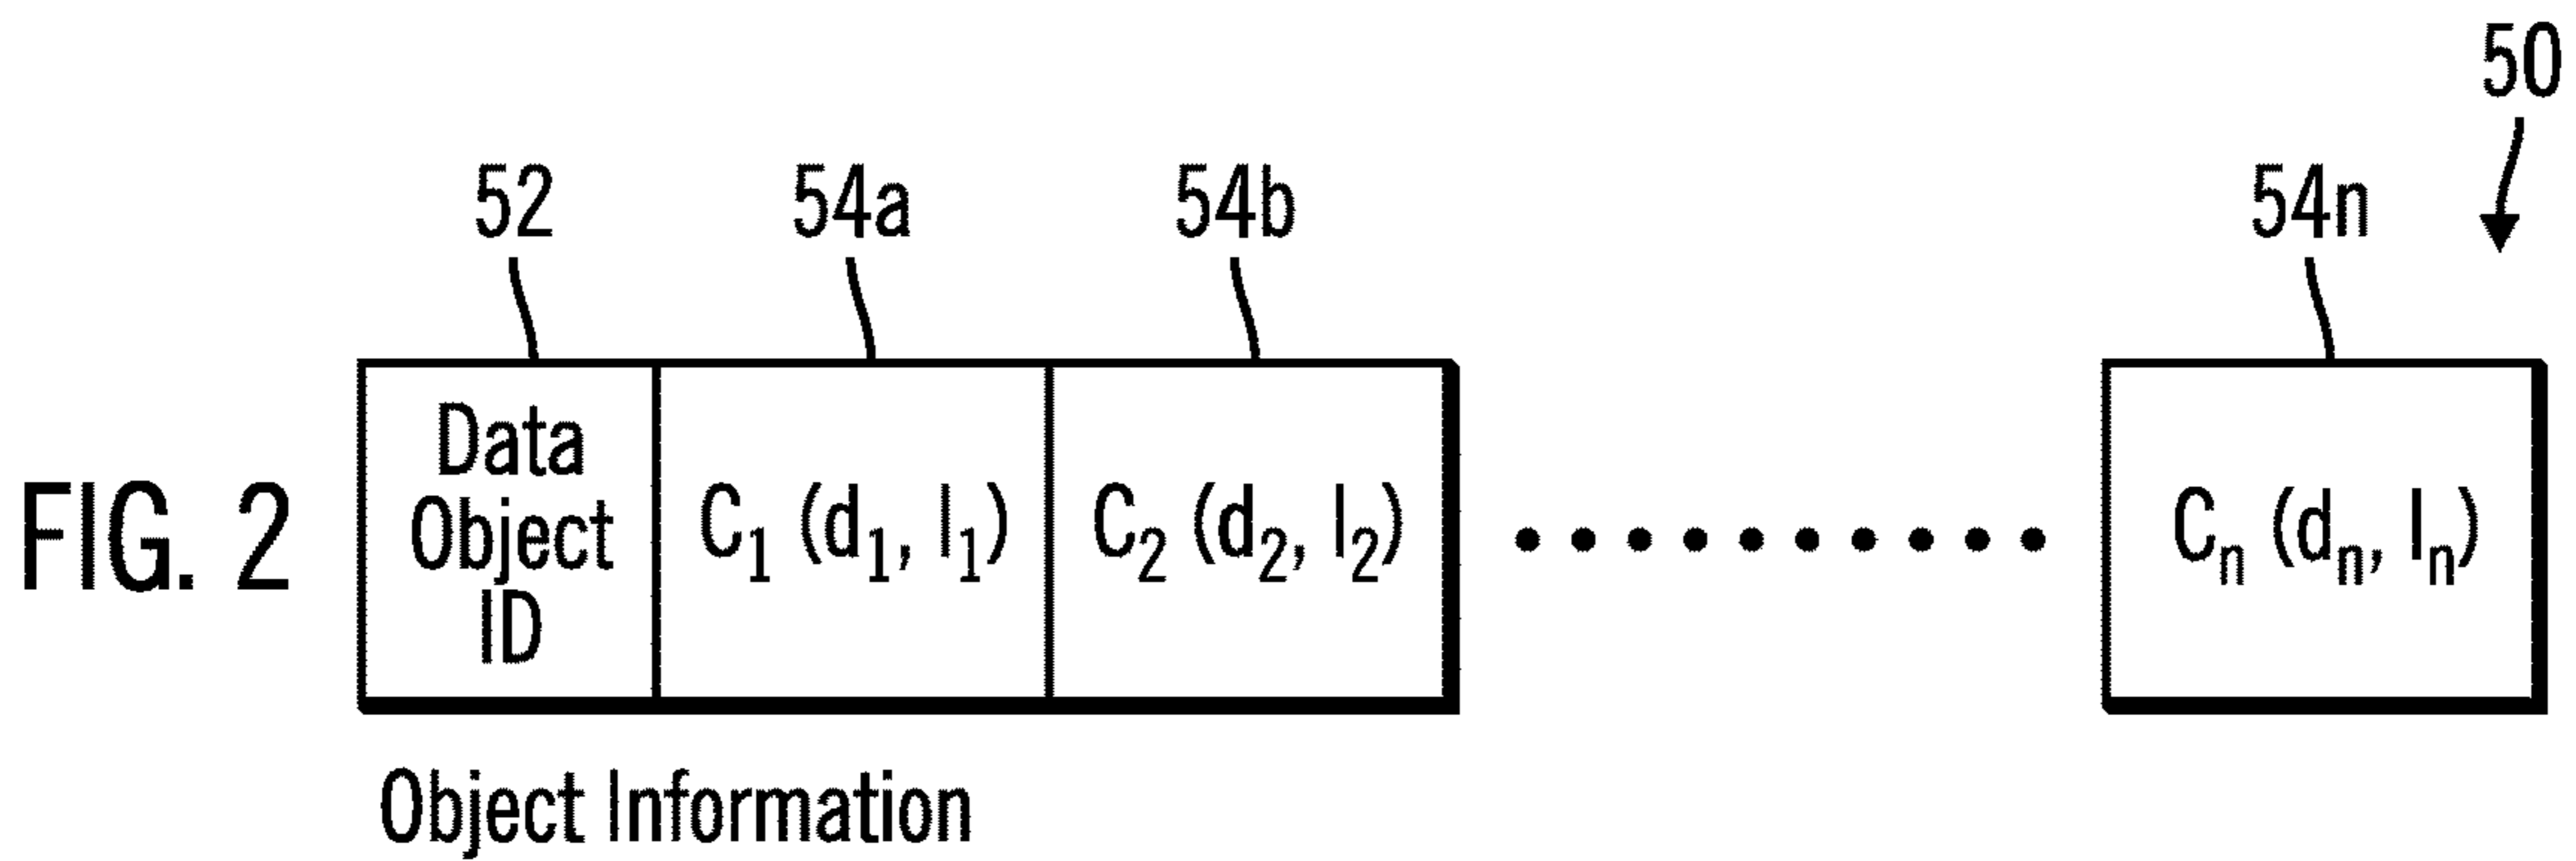 50
52 54a 54b 54n
Data
Object
ID
C₁ (d₁, l₁) C₂ (d₂, l₂) Cₙ (dₙ, lₙ)
FIG. 2
Object Information